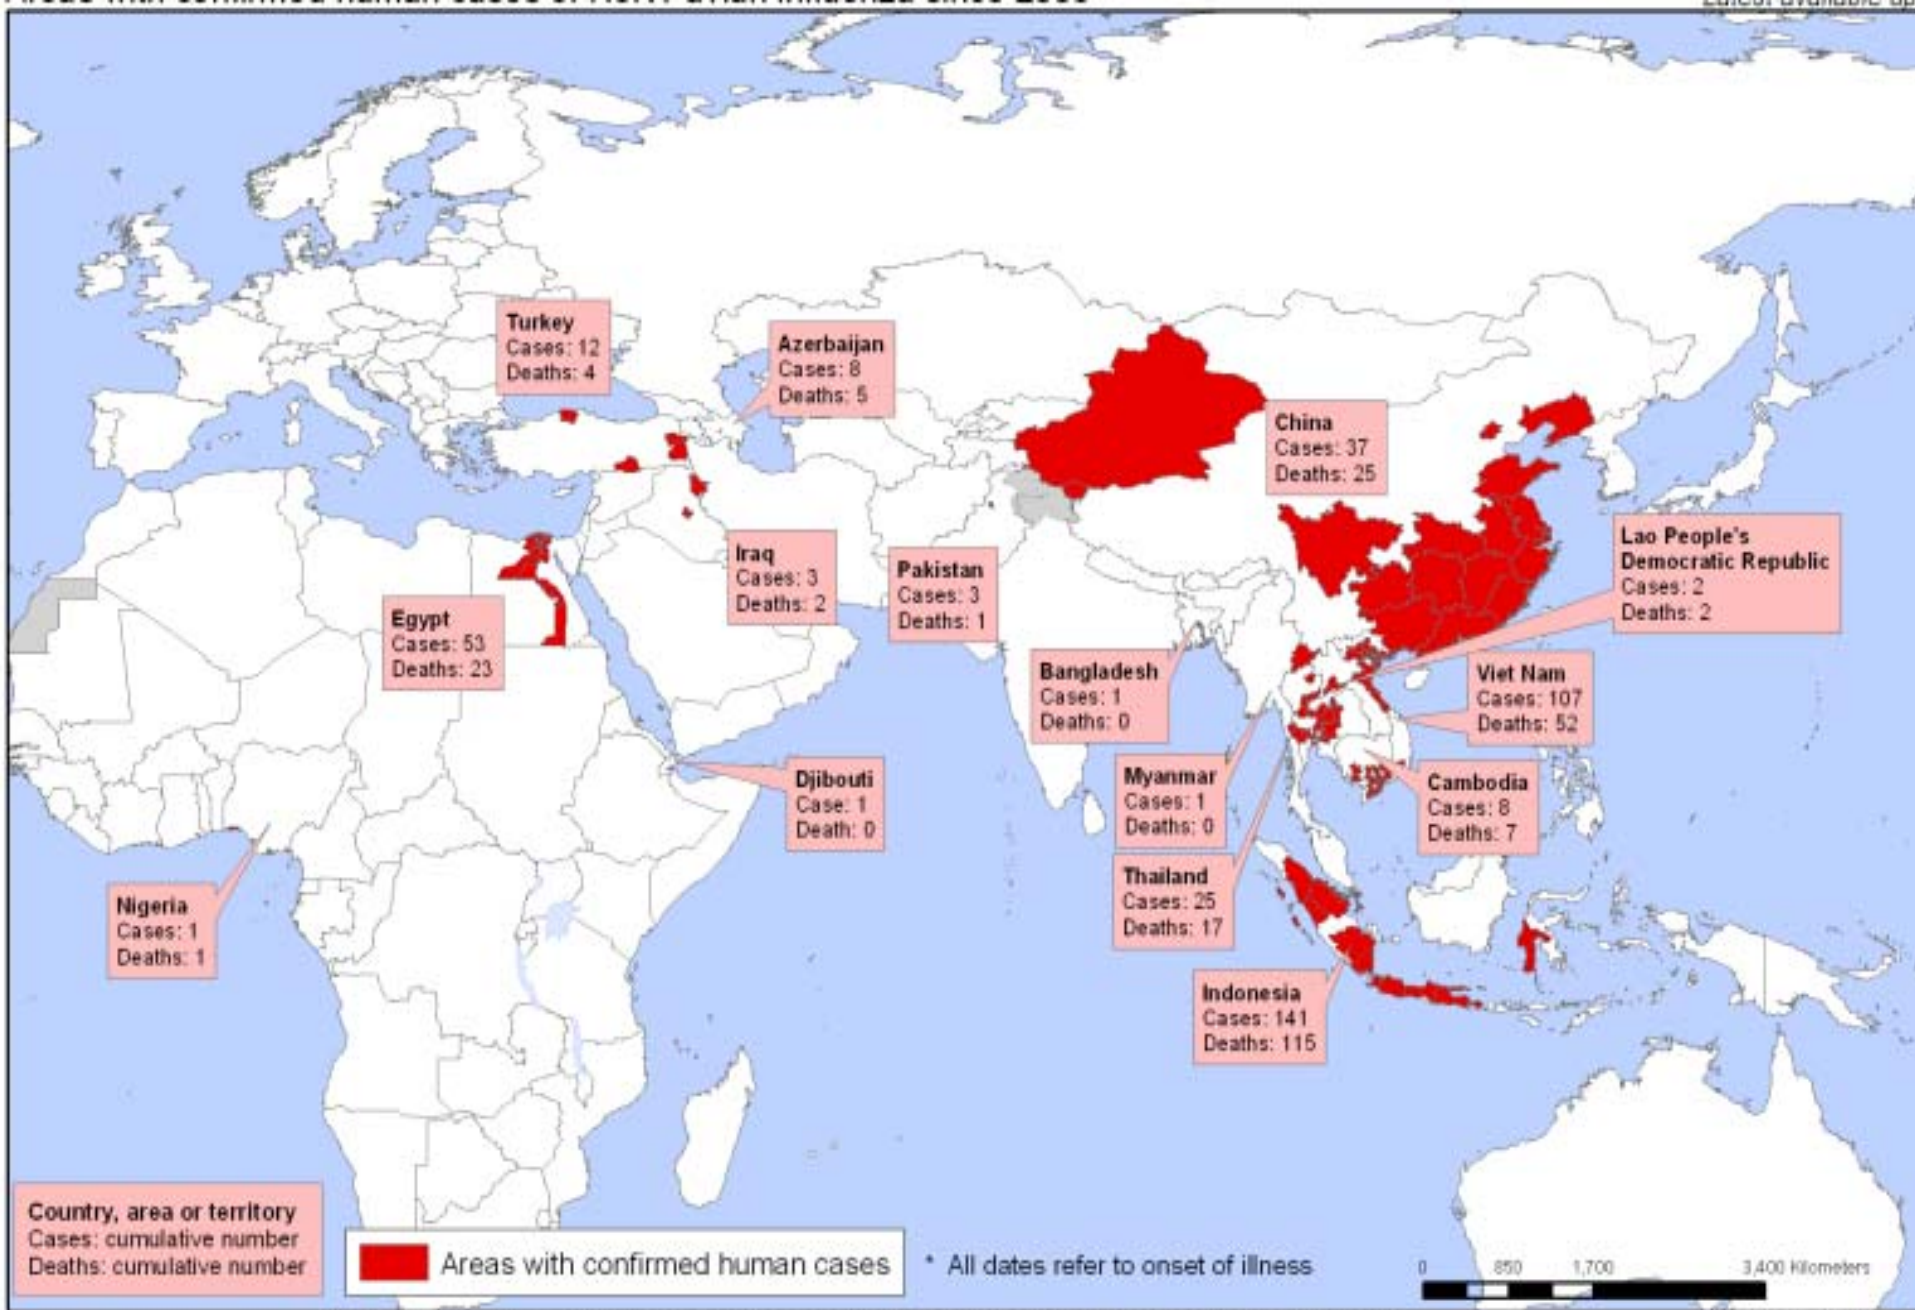 Turkey
Cases: 12
Deaths: 4
Azerbaijan
Cases: 8
Deaths: 5
China
Cases: 37
Deaths: 25
Lao People's
Democratic Republic
Cases: 2
Deaths: 2
Iraq
Cases: 3
Deaths: 2
Pakistan
Cases: 3
Deaths: 1
Egypt
Cases: 53
Deaths: 23
Bangladesh
Cases: 1
Deaths: 0
Viet Nam
Cases: 107
Deaths: 52
Djibouti
Case: 1
Death: 0
Myanmar
Cases: 1
Deaths: 0
Cambodia
Cases: 8
Deaths: 7
Thailand
Cases: 25
Deaths: 17
Nigeria
Cases: 1
Deaths: 1
Indonesia
Cases: 141
Deaths: 115
Country, area or territory
Cases: cumulative number
Deaths: cumulative number
Areas with confirmed human cases
* All dates refer to onset of illness
0 850 1,700 3,400 Kilometers